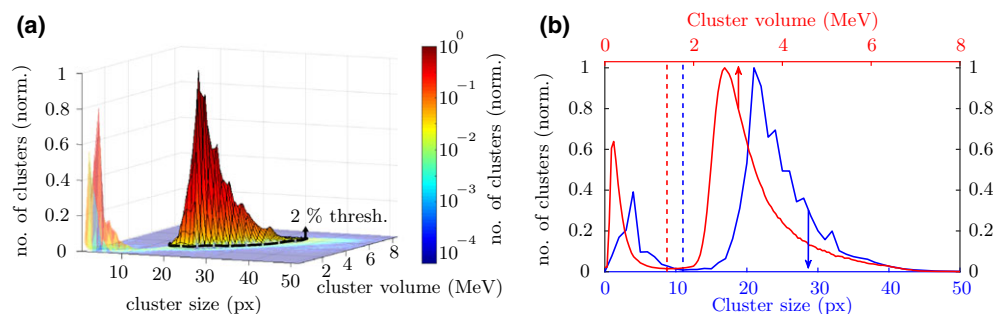 (a)
no. of clusters (norm.)
1
0.8
0.6
0.4
0.2
0
10
20
30
40
50
cluster size (px)
2
4
6
8
cluster volume (MeV)
2 % thresh.
10^0
10^−1
10^−1
10^−2
10^−3
10^−4
no. of clusters (norm.)
(b)
Cluster volume (MeV)
0 2 4 6 8
no. of clusters (norm.)
1 1
0.8 0.8
0.6 0.6
0.4 0.4
0.2 0.2
0 0
0 10 20 30 40 50
Cluster size (px)